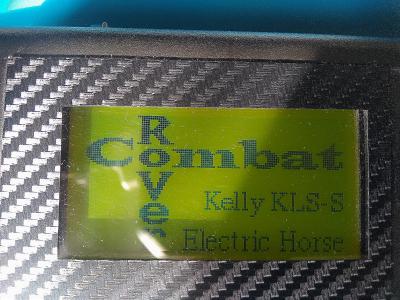 Rover
Combat
Kelly KLS-S
Electric Horse